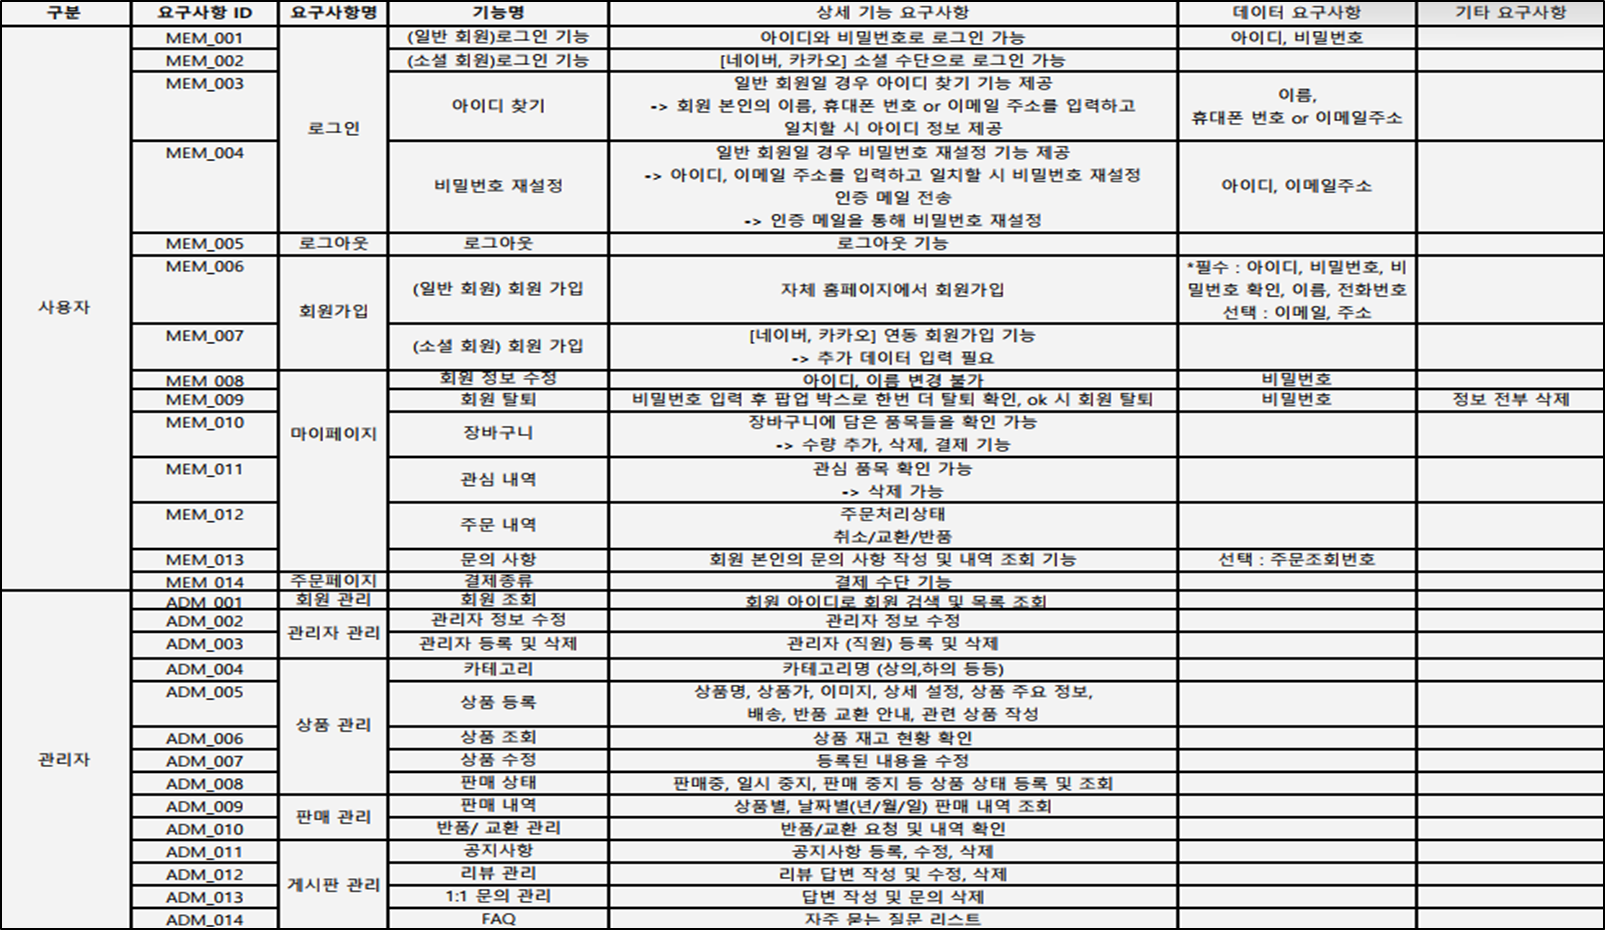 구분 요구사항 ID 요구사항명 기능명 상세 기능 요구사항 데이터 요구사항 기타 요구사항
사용자
MEM_001 로그인 (일반 회원)로그인 기능 아이디와 비밀번호로 로그인 가능 아이디, 비밀번호
MEM_002 (소셜 회원)로그인 기능 [네이버, 카카오] 소셜 수단으로 로그인 가능
MEM_003 아이디 찾기 일반 회원일 경우 아이디 찾기 기능 제공
-> 회원 본인의 이름, 휴대폰 번호 or 이메일 주소를 입력하고
일치할 시 아이디 정보 제공
이름,
휴대폰 번호 or 이메일주소
MEM_004 비밀번호 재설정 일반 회원일 경우 비밀번호 재설정 기능 제공
-> 아이디, 이메일 주소를 입력하고 일치할 시 비밀번호 재설정
인증 메일 전송
-> 인증 메일을 통해 비밀번호 재설정
아이디, 이메일주소
MEM_005 로그아웃 로그아웃 로그아웃 기능
MEM_006 회원가입 (일반 회원) 회원 가입 자체 홈페이지에서 회원가입
*필수 : 아이디, 비밀번호, 비
밀번호 확인, 이름, 전화번호
선택 : 이메일, 주소
MEM_007 (소셜 회원) 회원 가입 [네이버, 카카오] 연동 회원가입 기능
-> 추가 데이터 입력 필요
MEM_008 마이페이지 회원 정보 수정 아이디, 이름 변경 불가 비밀번호
MEM_009 회원 탈퇴 비밀번호 입력 후 팝업 박스로 한번 더 탈퇴 확인, ok 시 회원 탈퇴 비밀번호 정보 전부 삭제
MEM_010 장바구니 장바구니에 담은 품목들을 확인 가능
-> 수량 추가, 삭제, 결제 기능
MEM_011 관심 내역 관심 품목 확인 가능
-> 삭제 가능
MEM_012 주문 내역 주문처리상태
취소/교환/반품
MEM_013 문의 사항 회원 본인의 문의 사항 작성 및 내역 조회 기능 선택 : 주문조회번호
MEM_014 주문페이지 결제종류 결제 수단 기능
관리자
ADM_001 회원 관리 회원 조회 회원 아이디로 회원 검색 및 목록 조회
ADM_002 관리자 관리 관리자 정보 수정 관리자 정보 수정
ADM_003 관리자 등록 및 삭제 관리자 (직원) 등록 및 삭제
ADM_004 상품 관리 카테고리 카테고리명 (상의,하의 등등)
ADM_005 상품 등록 상품명, 상품가, 이미지, 상세 설정, 상품 주요 정보,
배송, 반품 교환 안내, 관련 상품 작성
ADM_006 상품 조회 상품 재고 현황 확인
ADM_007 상품 수정 등록된 내용을 수정
ADM_008 판매 상태 판매중, 일시 중지, 판매 중지 등 상품 상태 등록 및 조회
ADM_009 판매 관리 판매 내역 상품별, 날짜별(년/월/일) 판매 내역 조회
ADM_010 반품/ 교환 관리 반품/교환 요청 및 내역 확인
ADM_011 게시판 관리 공지사항 공지사항 등록, 수정, 삭제
ADM_012 리뷰 관리 리뷰 답변 작성 및 수정, 삭제
ADM_013 1:1 문의 관리 답변 작성 및 문의 삭제
ADM_014 FAQ 자주 묻는 질문 리스트